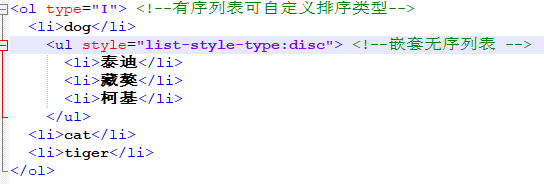 <ol type="I"> <!--有序列表可自定义排序类型-->
<li>dog</li>
<ul style="list-style-type:disc"> <!--嵌套无序列表 -->
<li>泰迪</li>
<li>藏獒</li>
<li>柯基</li>
</ul>
<li>cat</li>
<li>tiger</li>
</ol>